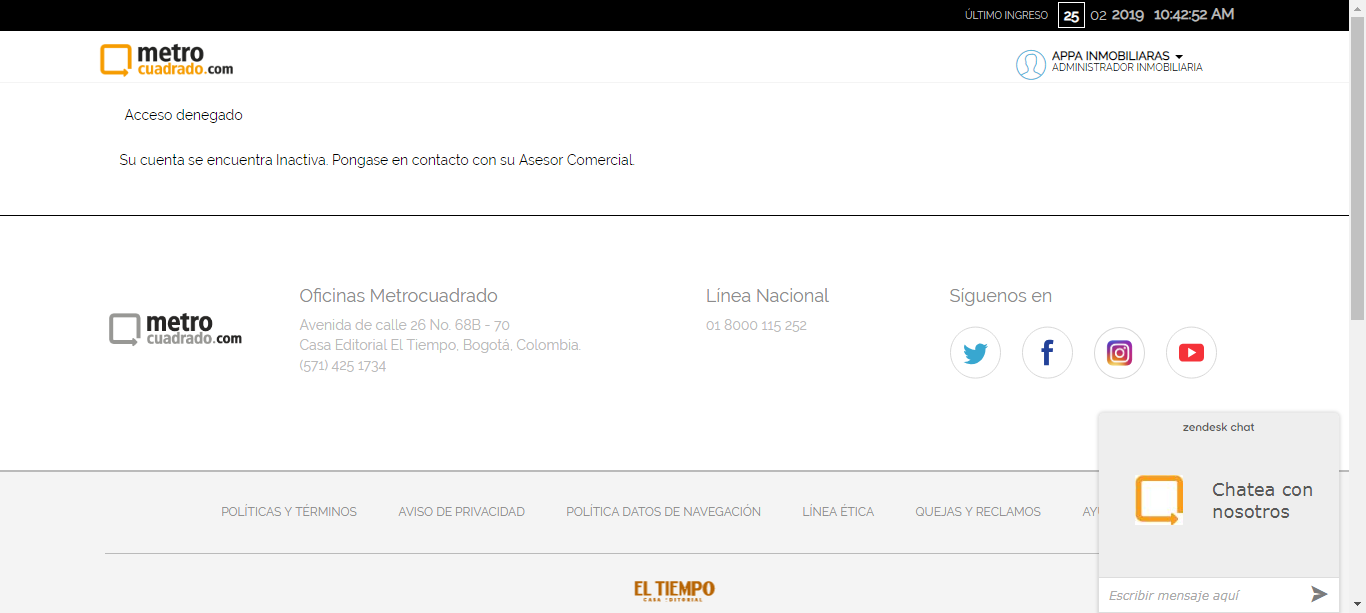 ÚLTIMO INGRESO 25 02 2019 10:42:52 AM
metro
cuadrado.com
APPA INMOBILIARAS
ADMINISTRADOR INMOBILIARIA
Acceso denegado
Su cuenta se encuentra Inactiva. Pongase en contacto con su Asesor Comercial.
metro
cuadrado.com
Oficinas Metrocuadrado
Avenida de calle 26 No. 68B - 70
Casa Editorial El Tiempo, Bogotá, Colombia.
(571) 425 1734
Línea Nacional
01 8000 115 252
Síguenos en
POLÍTICAS Y TÉRMINOS AVISO DE PRIVACIDAD POLÍTICA DATOS DE NAVEGACIÓN LÍNEA ÉTICA QUEJAS Y RECLAMOS
EL TIEMPO
CASA EDITORIAL
zendesk chat
Chatea con
nosotros
Escribir mensaje aquí